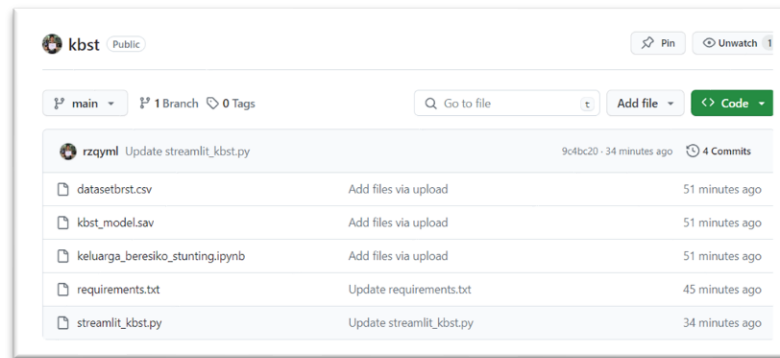 kbst Public Pin Unwatch 1
main 1 Branch 0 Tags Go to file t Add file <> Code
rzqyml Update streamlit_kbst.py 9c4bc20 · 34 minutes ago 4 Commits
datasetbrst.csv Add files via upload 51 minutes ago
kbst_model.sav Add files via upload 51 minutes ago
keluarga_beresiko_stunting.ipynb Add files via upload 51 minutes ago
requirements.txt Update requirements.txt 45 minutes ago
streamlit_kbst.py Update streamlit_kbst.py 34 minutes ago